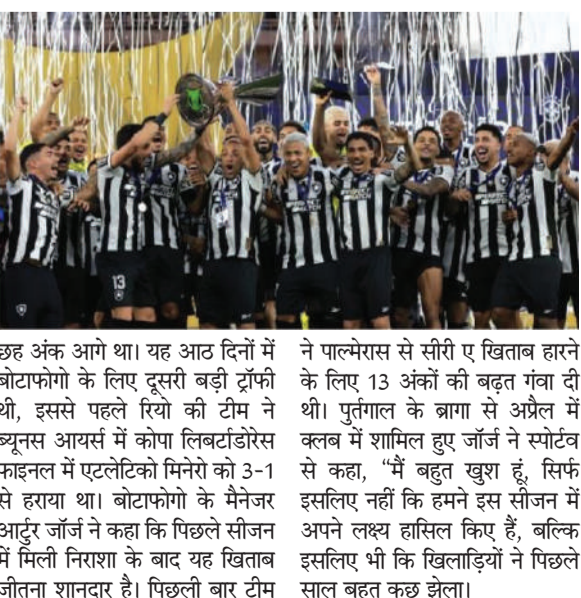 छह अंक आगे था। यह आठ दिनों में
बोटाफोगो के लिए दूसरी बड़ी ट्रॉफी
थी, इससे पहले रियो की टीम ने
ब्यूनस आयर्स में कोपा लिबर्टाडोरेस
फाइनल में एटलेटिको मिनेरो को 3-1
से हराया था। बोटाफोगो के मैनेजर
आर्टुर जॉर्ज ने कहा कि पिछले सीजन
में मिली निराशा के बाद यह खिताब
जीतना शानदार है। पिछली बार टीम
ने पाल्मेरास से सीरी ए खिताब हारने
के लिए 13 अंकों की बढ़त गंवा दी
थी। पुर्तगाल के ब्रागा से अप्रैल में
क्लब में शामिल हुए जॉर्ज ने स्पोर्टव
से कहा, “मैं बहुत खुश हूं, सिर्फ
इसलिए नहीं कि हमने इस सीजन में
अपने लक्ष्य हासिल किए हैं, बल्कि
इसलिए भी कि खिलाड़ियों ने पिछले
साल बहुत कुछ झेला।
13